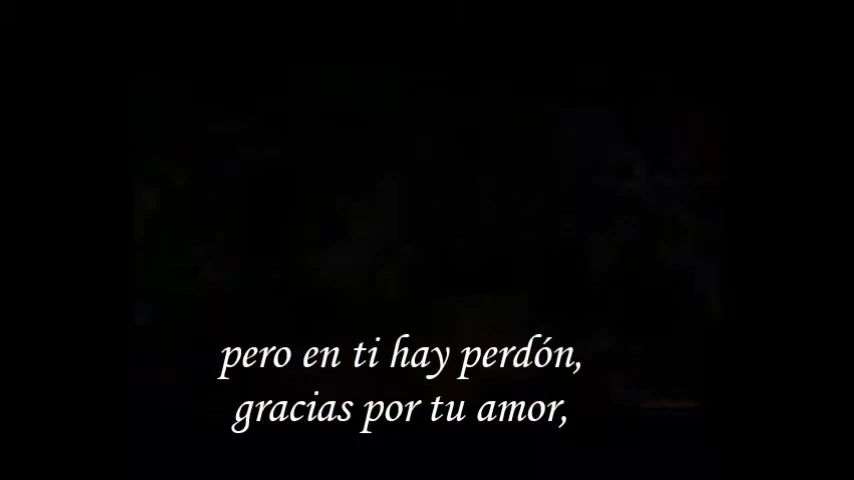 pero en ti hay perdón,
gracias por tu amor,